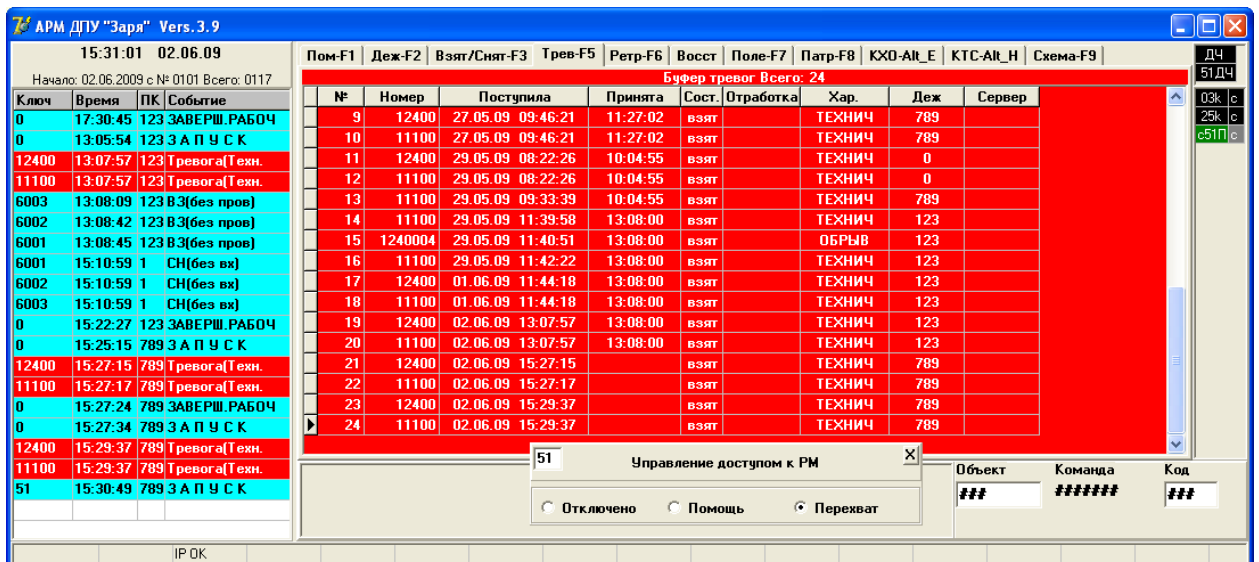 АРМ ДПУ "Заря" Vers.3.9
15:31:01 02.06.09
Начало: 02.06.2009 с № 0101 Всего: 0117
Ключ Время ПК Событие
0 17:30:45 123 ЗАВЕРШ.РАБОЧ
0 13:05:54 123 З А П У С К
12400 13:07:57 123 Тревога(Техн.
11100 13:07:57 123 Тревога(Техн.
6003 13:08:09 123 ВЗ(без пров)
6002 13:08:42 123 ВЗ(без пров)
6001 13:08:45 123 ВЗ(без пров)
6001 15:10:59 1 СН(без вх)
6002 15:10:59 1 СН(без вх)
6003 15:10:59 1 СН(без вх)
0 15:22:27 123 ЗАВЕРШ.РАБОЧ
0 15:25:15 789 З А П У С К
12400 15:27:15 789 Тревога(Техн.
11100 15:27:17 789 Тревога(Техн.
0 15:27:24 789 ЗАВЕРШ.РАБОЧ
0 15:27:34 789 З А П У С К
12400 15:29:37 789 Тревога(Техн.
11100 15:29:37 789 Тревога(Техн.
51 15:30:49 789 З А П У С К
Пом-F1 Деж-F2 Взят/Снят-F3 Трев-F5 Ретр-F6 Восст Поле-F7 Патр-F8 КХО-Alt_E КТС-Alt_H Схема-F9
Буфер тревог Всего: 24
№ Номер Поступила Принята Сост. Отработка Хар. Деж Сервер
9 12400 27.05.09 09:46:21 11:27:02 взят ТЕХНИЧ 789
10 11100 27.05.09 09:46:21 11:27:02 взят ТЕХНИЧ 789
11 12400 29.05.09 08:22:26 10:04:55 взят ТЕХНИЧ 0
12 11100 29.05.09 08:22:26 10:04:55 взят ТЕХНИЧ 0
13 11100 29.05.09 09:33:39 10:04:55 взят ТЕХНИЧ 789
14 11100 29.05.09 11:39:58 13:08:00 взят ТЕХНИЧ 123
15 1240004 29.05.09 11:40:51 13:08:00 взят ОБРЫВ 123
16 11100 29.05.09 11:42:22 13:08:00 взят ТЕХНИЧ 123
17 12400 01.06.09 11:44:18 13:08:00 взят ТЕХНИЧ 123
18 11100 01.06.09 11:44:18 13:08:00 взят ТЕХНИЧ 123
19 12400 02.06.09 13:07:57 13:08:00 взят ТЕХНИЧ 123
20 11100 02.06.09 13:07:57 13:08:00 взят ТЕХНИЧ 123
21 12400 02.06.09 15:27:15 взят ТЕХНИЧ 789
22 11100 02.06.09 15:27:17 взят ТЕХНИЧ 789
23 12400 02.06.09 15:29:37 взят ТЕХНИЧ 789
24 11100 02.06.09 15:29:37 взят ТЕХНИЧ 789
51 Управление доступом к РМ X
Отключено Помощь Перехват
Объект Команда Код
### ####### ###
ДЧ
51ДЧ
03k с
25k с
с51П с
IP OK